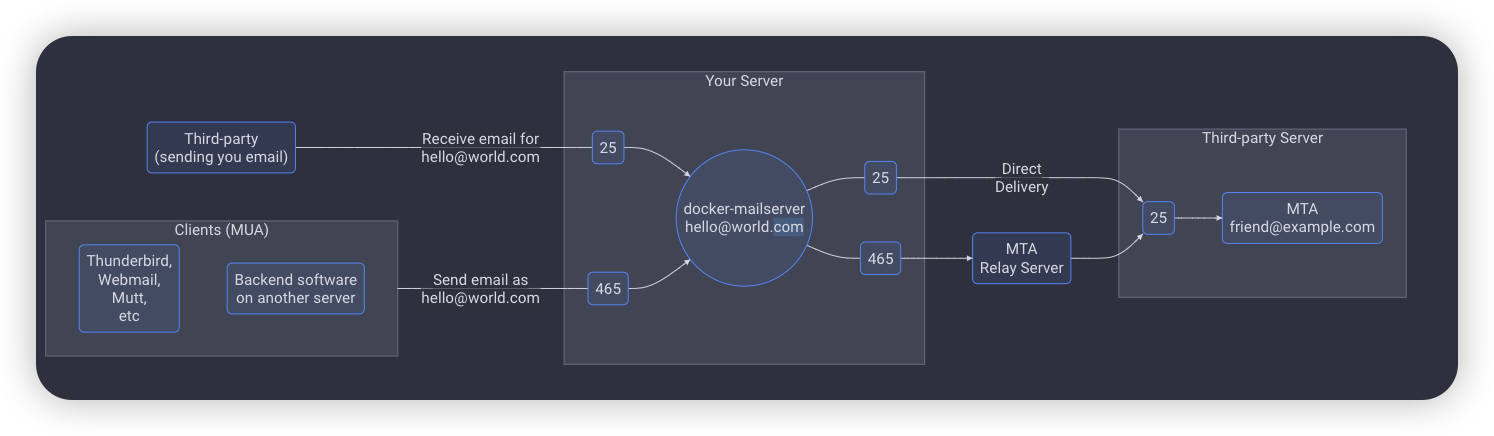 Your Server
Third-party
(sending you email)
Receive email for
hello@world.com
25
Clients (MUA)
Thunderbird,
Webmail,
Mutt,
etc
Backend software
on another server
Send email as
hello@world.com
465
docker-mailserver
hello@world.com
25
Direct
Delivery
465
MTA
Relay Server
Third-party Server
25
MTA
friend@example.com